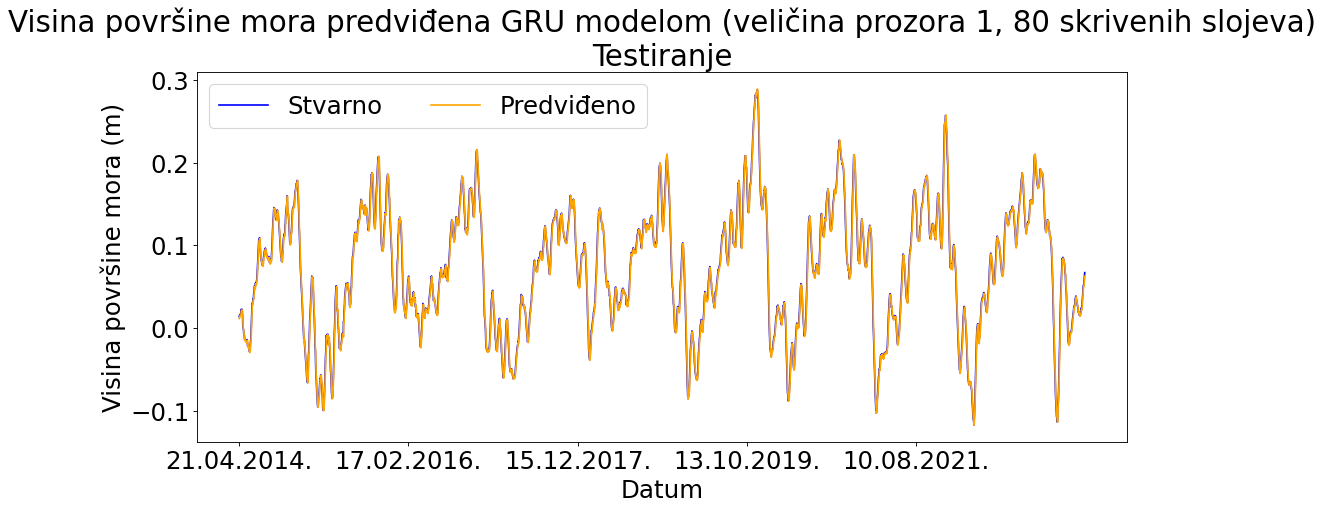 Visina površine mora predviđena GRU modelom (veličina prozora 1, 80 skrivenih slojeva)
Testiranje
Stvarno
Predviđeno
Visina površine mora (m)
0.3
0.2
0.1
0.0
−0.1
21.04.2014.
17.02.2016.
15.12.2017.
13.10.2019.
10.08.2021.
Datum